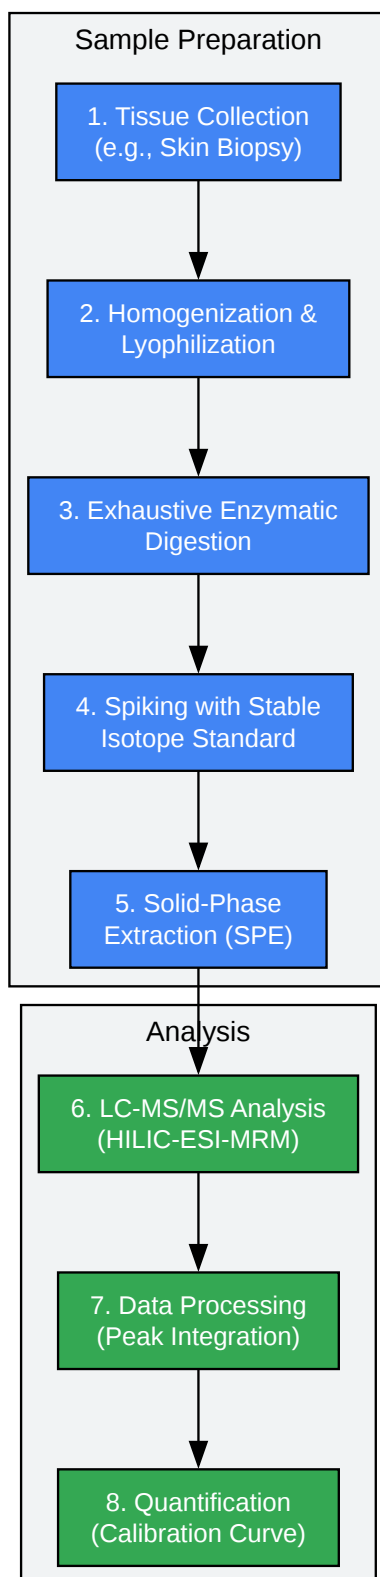 Sample Preparation
1. Tissue Collection
(e.g., Skin Biopsy)
2. Homogenization &
Lyophilization
3. Exhaustive Enzymatic
Digestion
4. Spiking with Stable
Isotope Standard
5. Solid-Phase
Extraction (SPE)
Analysis
6. LC-MS/MS Analysis
(HILIC-ESI-MRM)
7. Data Processing
(Peak Integration)
8. Quantification
(Calibration Curve)